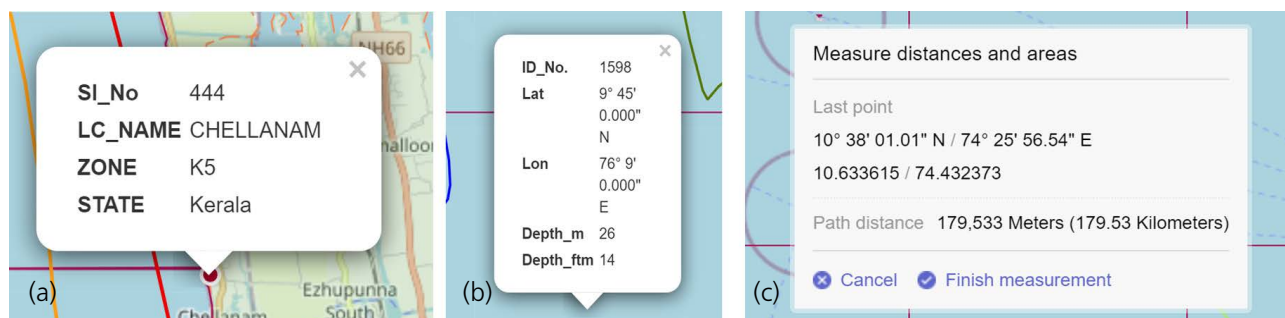 NH66
×
SI_No 444
LC_NAME CHELLANAM
ZONE K5
STATE Kerala
nalloor
Ezhupunna
South
Chellanam
(a)
×
ID_No. 1598
Lat 9° 45'
0.000"
N
Lon 76° 9'
0.000"
E
Depth_m 26
Depth_ftm 14
(b)
Measure distances and areas
Last point
10° 38' 01.01" N / 74° 25' 56.54" E
10.633615 / 74.432373
Path distance 179,533 Meters (179.53 Kilometers)
Cancel Finish measurement
(c)